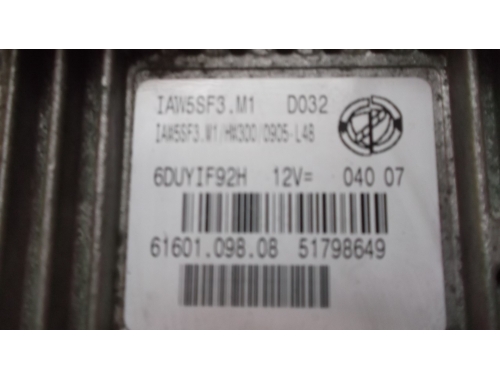 IAW5SF3.M1 D032
IAW5SF3.M1/HW300/0905-L48
6DUYIF92H 12V= 040 07
61601.098.08 51798649